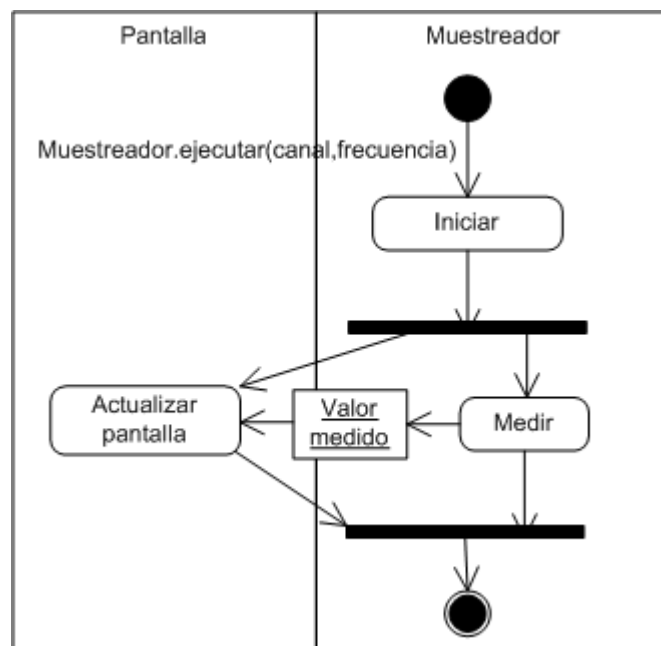 Pantalla
Muestreador
Muestreador.ejecutar(canal,frecuencia)
Iniciar
Actualizar
pantalla
Valor
medido
Medir